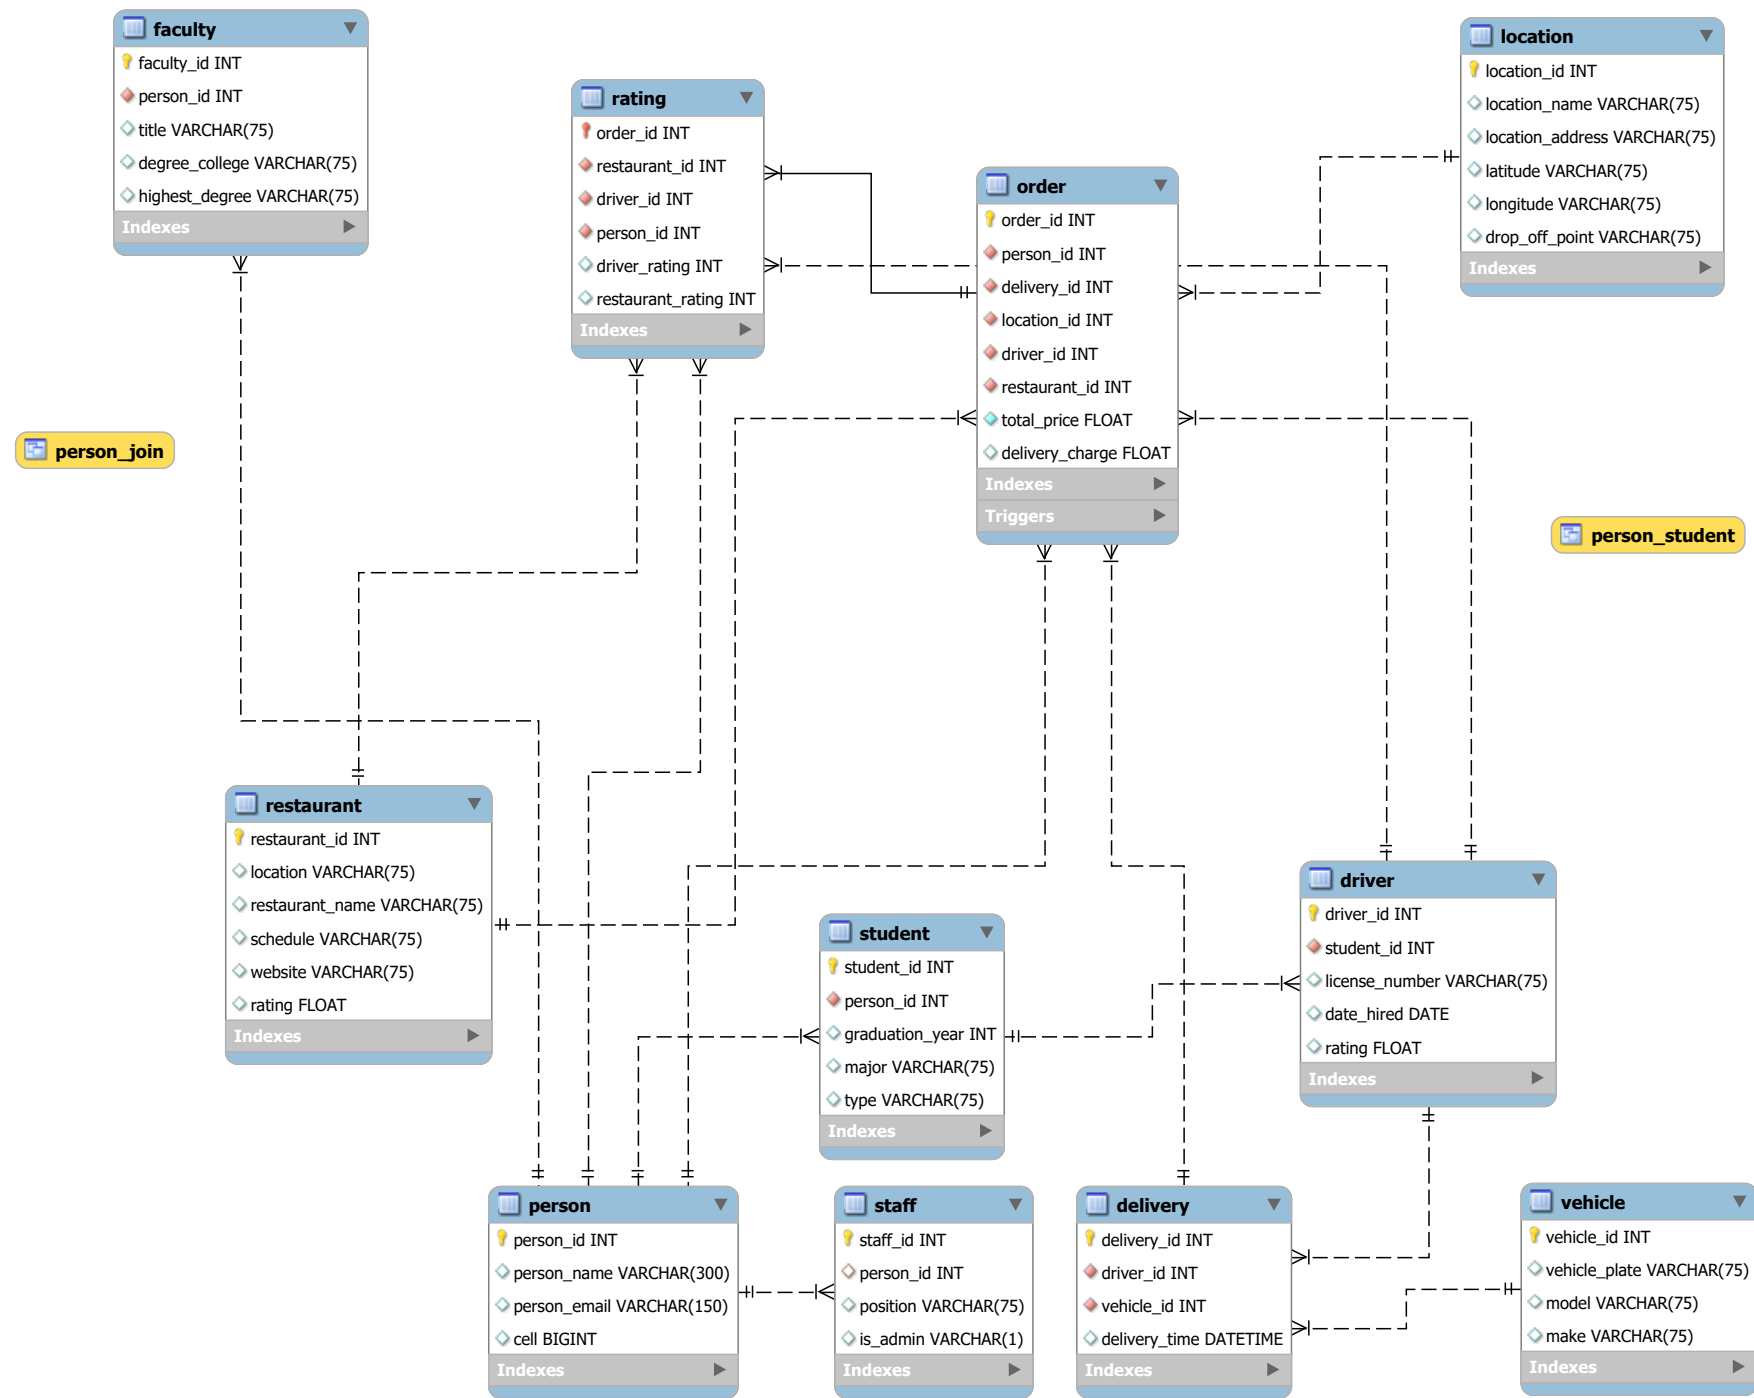 faculty
faculty_id INT
person_id INT
title VARCHAR(75)
degree_college VARCHAR(75)
highest_degree VARCHAR(75)
Indexes
rating
order_id INT
restaurant_id INT
driver_id INT
person_id INT
driver_rating INT
restaurant_rating INT
Indexes
order
order_id INT
person_id INT
delivery_id INT
location_id INT
driver_id INT
restaurant_id INT
total_price FLOAT
delivery_charge FLOAT
Indexes
Triggers
location
location_id INT
location_name VARCHAR(75)
location_address VARCHAR(75)
latitude VARCHAR(75)
longitude VARCHAR(75)
drop_off_point VARCHAR(75)
Indexes
person_join
person_student
restaurant
restaurant_id INT
location VARCHAR(75)
restaurant_name VARCHAR(75)
schedule VARCHAR(75)
website VARCHAR(75)
rating FLOAT
Indexes
student
student_id INT
person_id INT
graduation_year INT
major VARCHAR(75)
type VARCHAR(75)
Indexes
driver
driver_id INT
student_id INT
license_number VARCHAR(75)
date_hired DATE
rating FLOAT
Indexes
person
person_id INT
person_name VARCHAR(300)
person_email VARCHAR(150)
cell BIGINT
Indexes
staff
staff_id INT
person_id INT
position VARCHAR(75)
is_admin VARCHAR(1)
Indexes
delivery
delivery_id INT
driver_id INT
vehicle_id INT
delivery_time DATETIME
Indexes
vehicle
vehicle_id INT
vehicle_plate VARCHAR(75)
model VARCHAR(75)
make VARCHAR(75)
Indexes